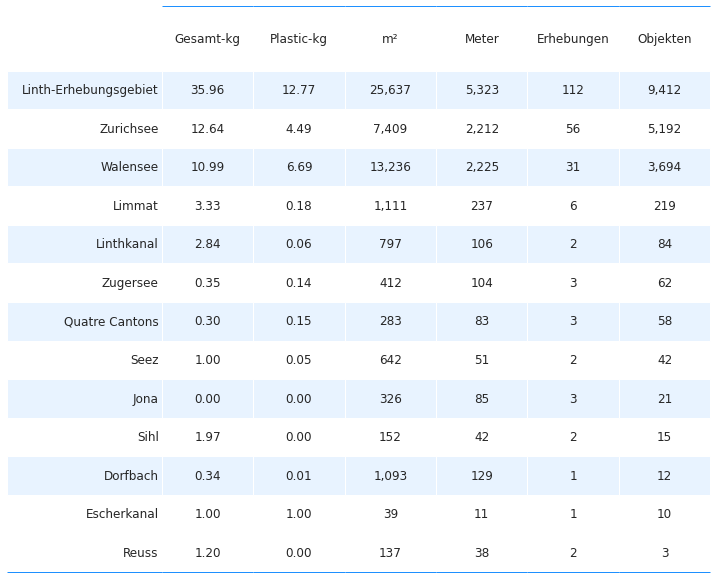 Gesamt-kg Plastic-kg m² Meter Erhebungen Objekten
Linth-Erhebungsgebiet 35.96 12.77 25,637 5,323 112 9,412
Zurichsee 12.64 4.49 7,409 2,212 56 5,192
Walensee 10.99 6.69 13,236 2,225 31 3,694
Limmat 3.33 0.18 1,111 237 6 219
Linthkanal 2.84 0.06 797 106 2 84
Zugersee 0.35 0.14 412 104 3 62
Quatre Cantons 0.30 0.15 283 83 3 58
Seez 1.00 0.05 642 51 2 42
Jona 0.00 0.00 326 85 3 21
Sihl 1.97 0.00 152 42 2 15
Dorfbach 0.34 0.01 1,093 129 1 12
Escherkanal 1.00 1.00 39 11 1 10
Reuss 1.20 0.00 137 38 2 3